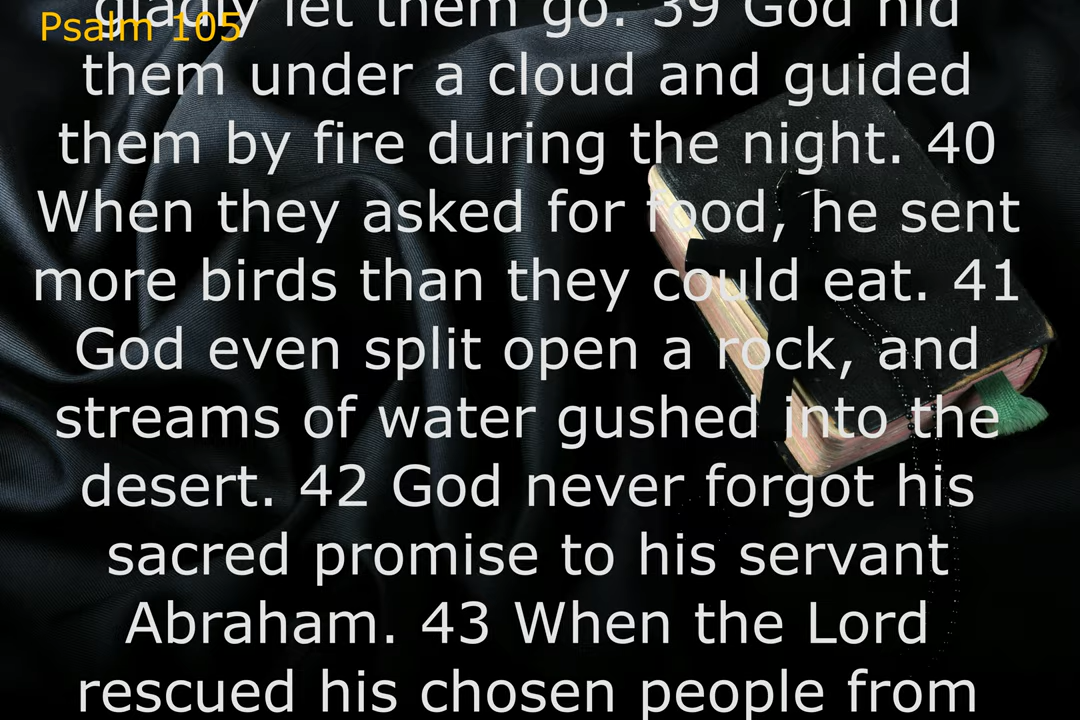 Psalm 105
gladly let them go. 39 God hid
them under a cloud and guided
them by fire during the night. 40
When they asked for food, he sent
more birds than they could eat. 41
God even split open a rock, and
streams of water gushed into the
desert. 42 God never forgot his
sacred promise to his servant
Abraham. 43 When the Lord
rescued his chosen people from